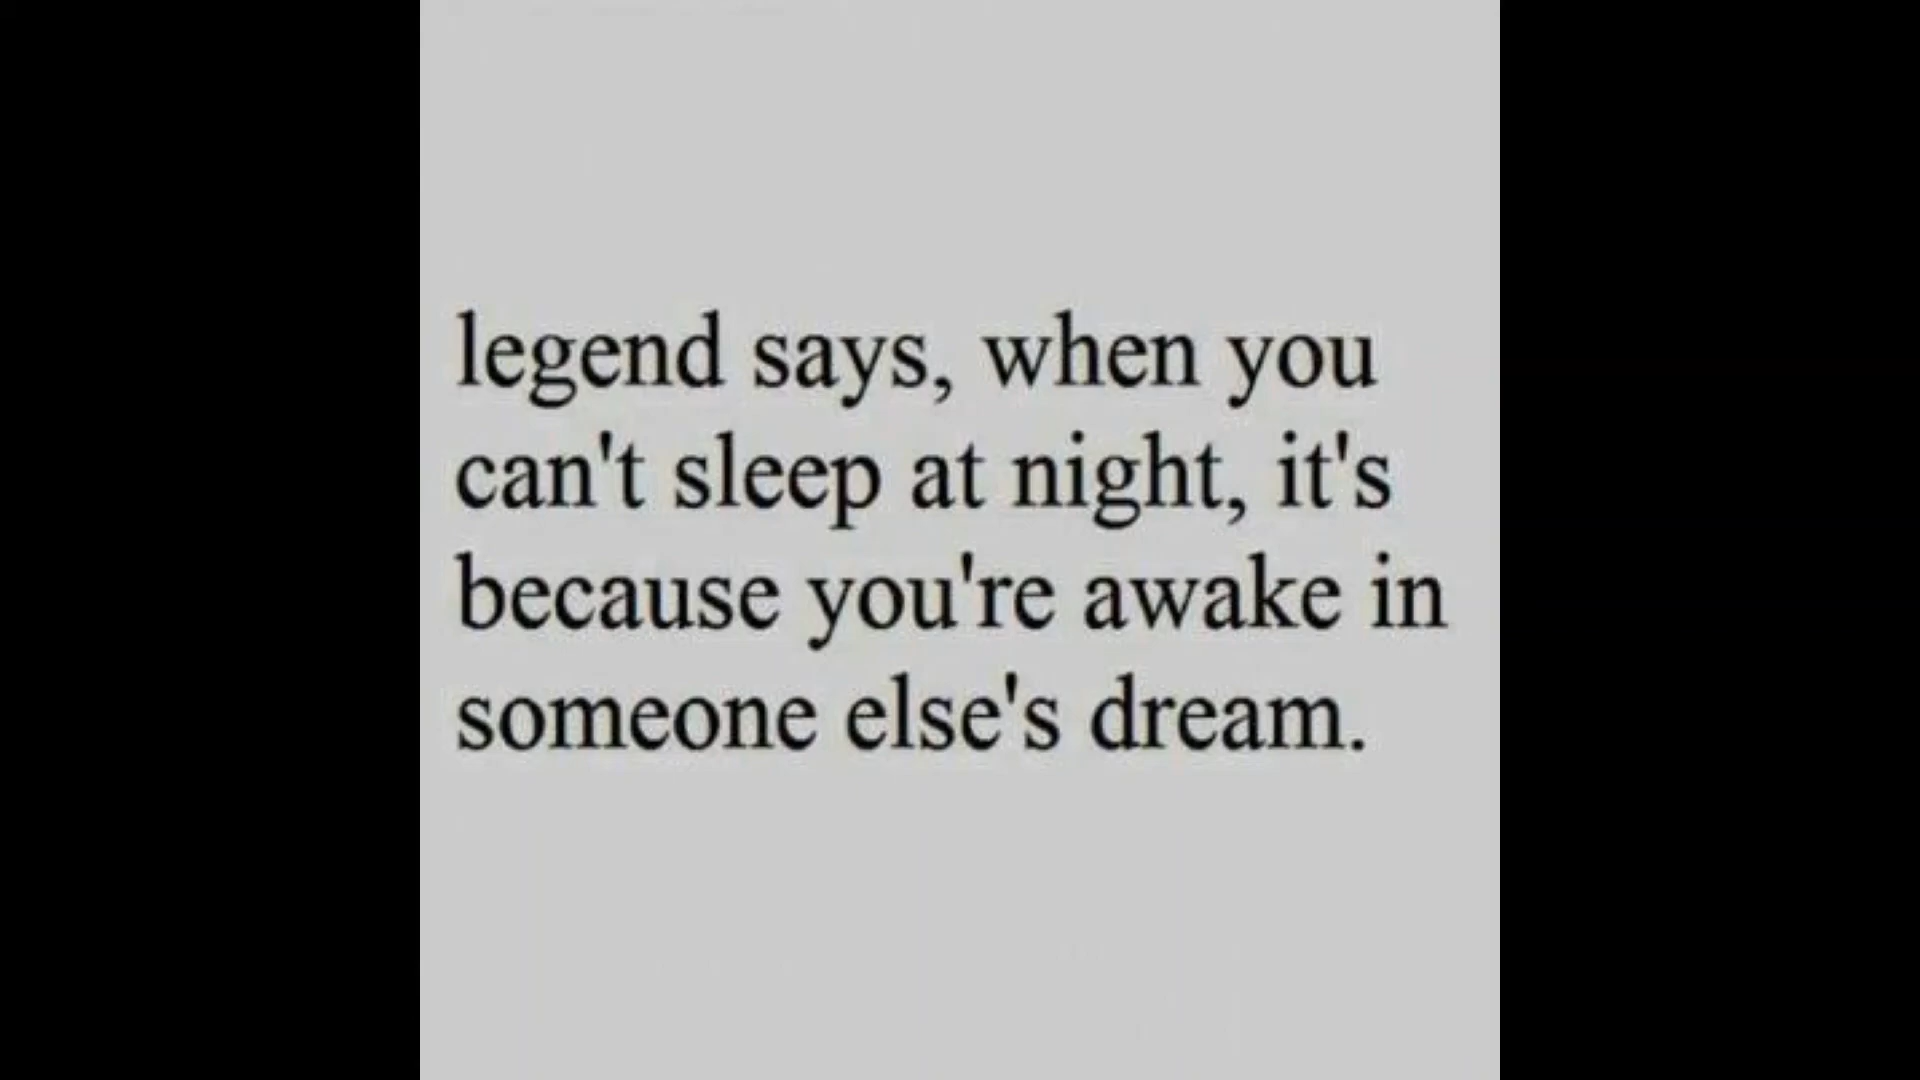 legend says, when you
can't sleep at night, it's
because you're awake in
someone else's dream.